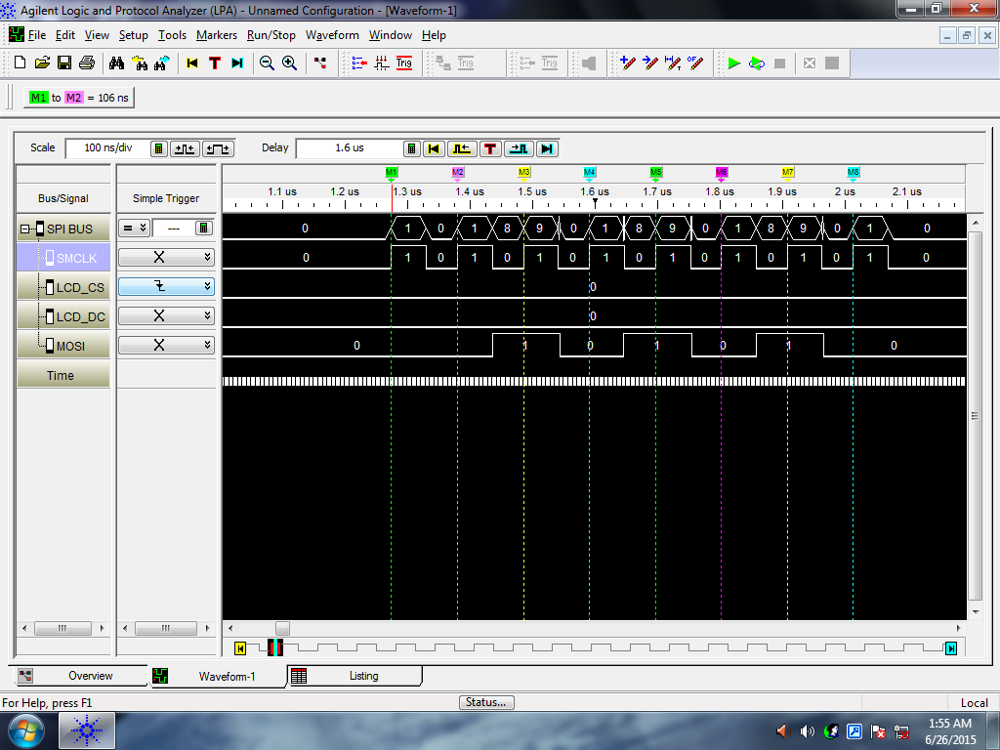 Agilent Logic and Protocol Analyzer (LPA) - Unnamed Configuration - [Waveform-1]
File Edit View Setup Tools Markers Run/Stop Waveform Window Help
T Trig Trig Trig
M1 to M2 = 106 ns
Scale 100 ns/div Delay 1.6 us T
M1 M2 M3 M4 M5 M6 M7 M8
Bus/Signal Simple Trigger 1.1 us 1.2 us 1.3 us 1.4 us 1.5 us 1.6 us 1.7 us 1.8 us 1.9 us 2 us 2.1 us
SPI BUS = --- 0 1 0 1 8 9 0 1 8 9 0 1 8 9 0 1 0
SMCLK X 0 1 0 1 0 1 0 1 0 1 0 1 0 1 0 1 0
LCD_CS 0
LCD_DC X 0
MOSI X 0 1 0 1 0 1 0
Time
Overview Waveform-1 Listing
For Help, press F1 Status... Local
1:55 AM
6/26/2015